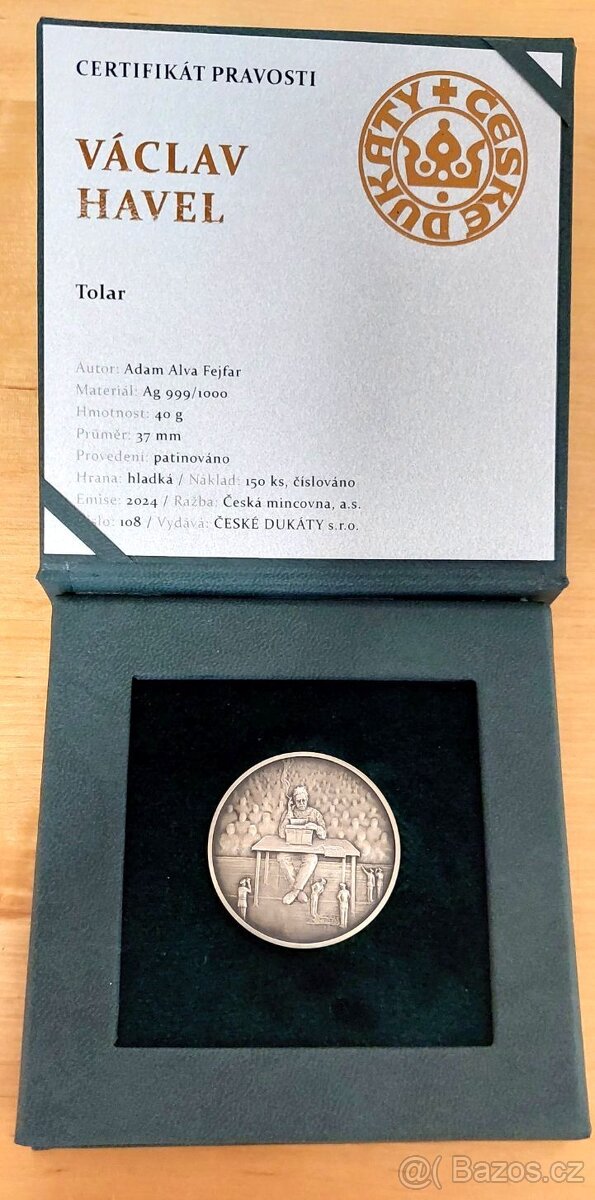 CERTIFIKÁT PRAVOSTI
ČESKÉ DUKÁTY
VÁCLAV
HAVEL
Tolar
Autor: Adam Alva Fejfar
Materiál: Ag 999/1000
Hmotnost: 40 g
Průměr: 37 mm
Provedení: patinováno
Hrana: hladká / Náklad: 150 ks, číslováno
Emise: 2024 / Ražba: Česká mincovna, a.s.
slo: 108 / Vydává: ČESKÉ DUKÁTY s.r.o.
@( Bazos.cz